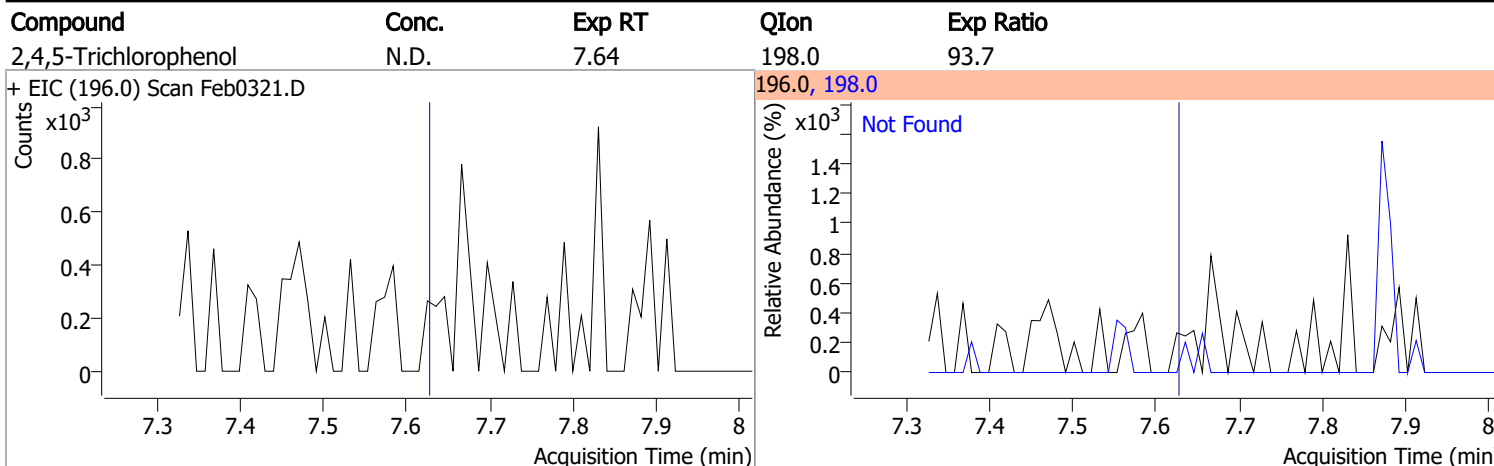 Compound Conc. Exp RT QIon Exp Ratio
2,4,5-Trichlorophenol N.D. 7.64 198.0 93.7
+ EIC (196.0) Scan Feb0321.D
Counts
x10³
0.8
0.6
0.4
0.2
0
7.3 7.4 7.5 7.6 7.7 7.8 7.9 8
Acquisition Time (min)
196.0, 198.0
Relative Abundance (%)
x10³
Not Found
1.4
1.2
1
0.8
0.6
0.4
0.2
0
7.3 7.4 7.5 7.6 7.7 7.8 7.9 8
Acquisition Time (min)